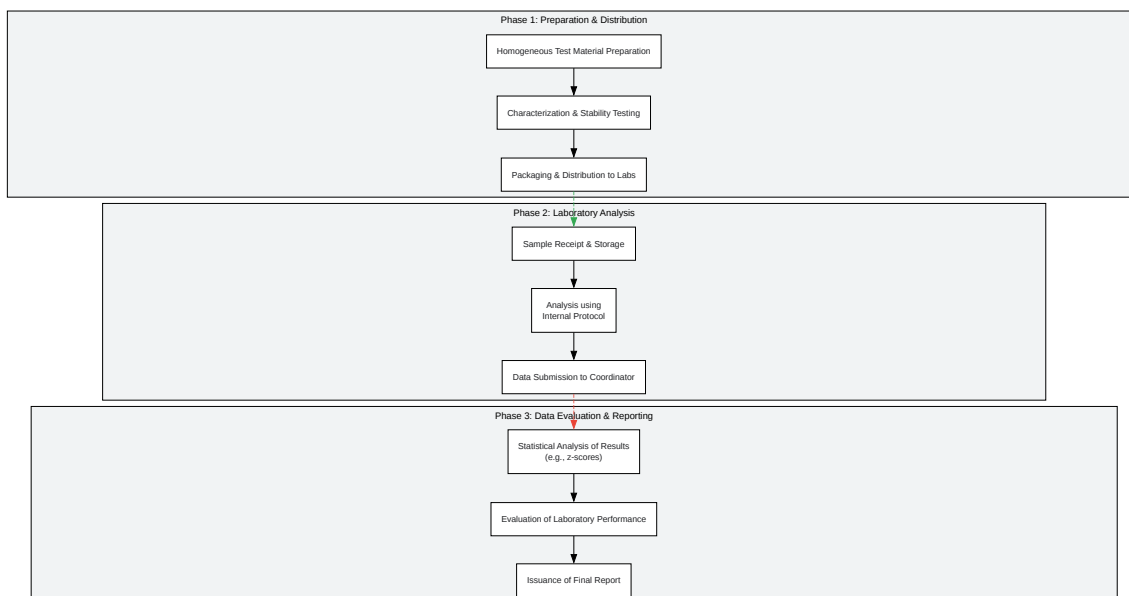 Phase 1: Preparation & Distribution
Homogeneous Test Material Preparation
Characterization & Stability Testing
Packaging & Distribution to Labs
Phase 2: Laboratory Analysis
Sample Receipt & Storage
Analysis using
Internal Protocol
Data Submission to Coordinator
Phase 3: Data Evaluation & Reporting
Statistical Analysis of Results
(e.g., z-scores)
Evaluation of Laboratory Performance
Issuance of Final Report